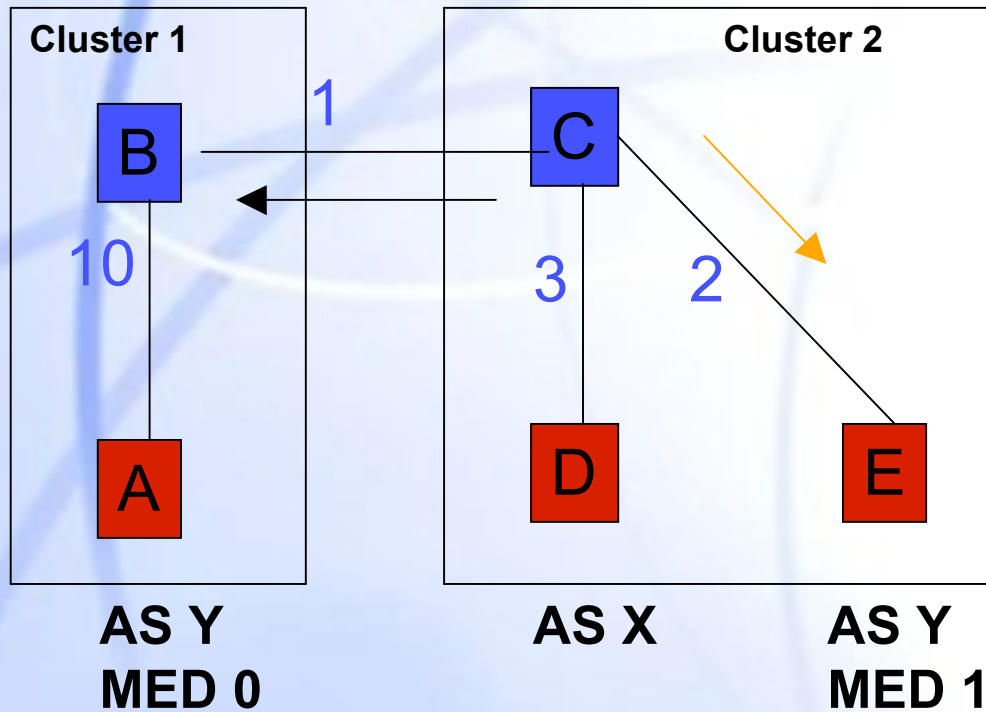 Cluster 1
Cluster 2
1
B
C
10
3
2
A
D
E
AS Y
MED 0
AS X
AS Y
MED 1